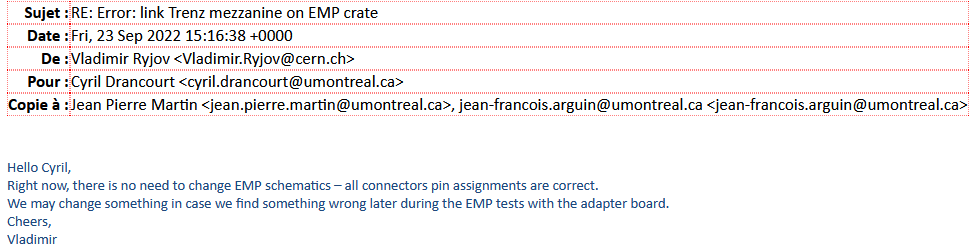 Sujet : RE: Error: link Trenz mezzanine on EMP crate
Date : Fri, 23 Sep 2022 15:16:38 +0000
De : Vladimir Ryjov <Vladimir.Ryjov@cern.ch>
Pour : Cyril Drancourt <cyril.drancourt@umontreal.ca>
Copie à : Jean Pierre Martin <jean.pierre.martin@umontreal.ca>, jean-francois.arguin@umontreal.ca <jean-francois.arguin@umontreal.ca>
Hello Cyril,
Right now, there is no need to change EMP schematics – all connectors pin assignments are correct.
We may change something in case we find something wrong later during the EMP tests with the adapter board.
Cheers,
Vladimir